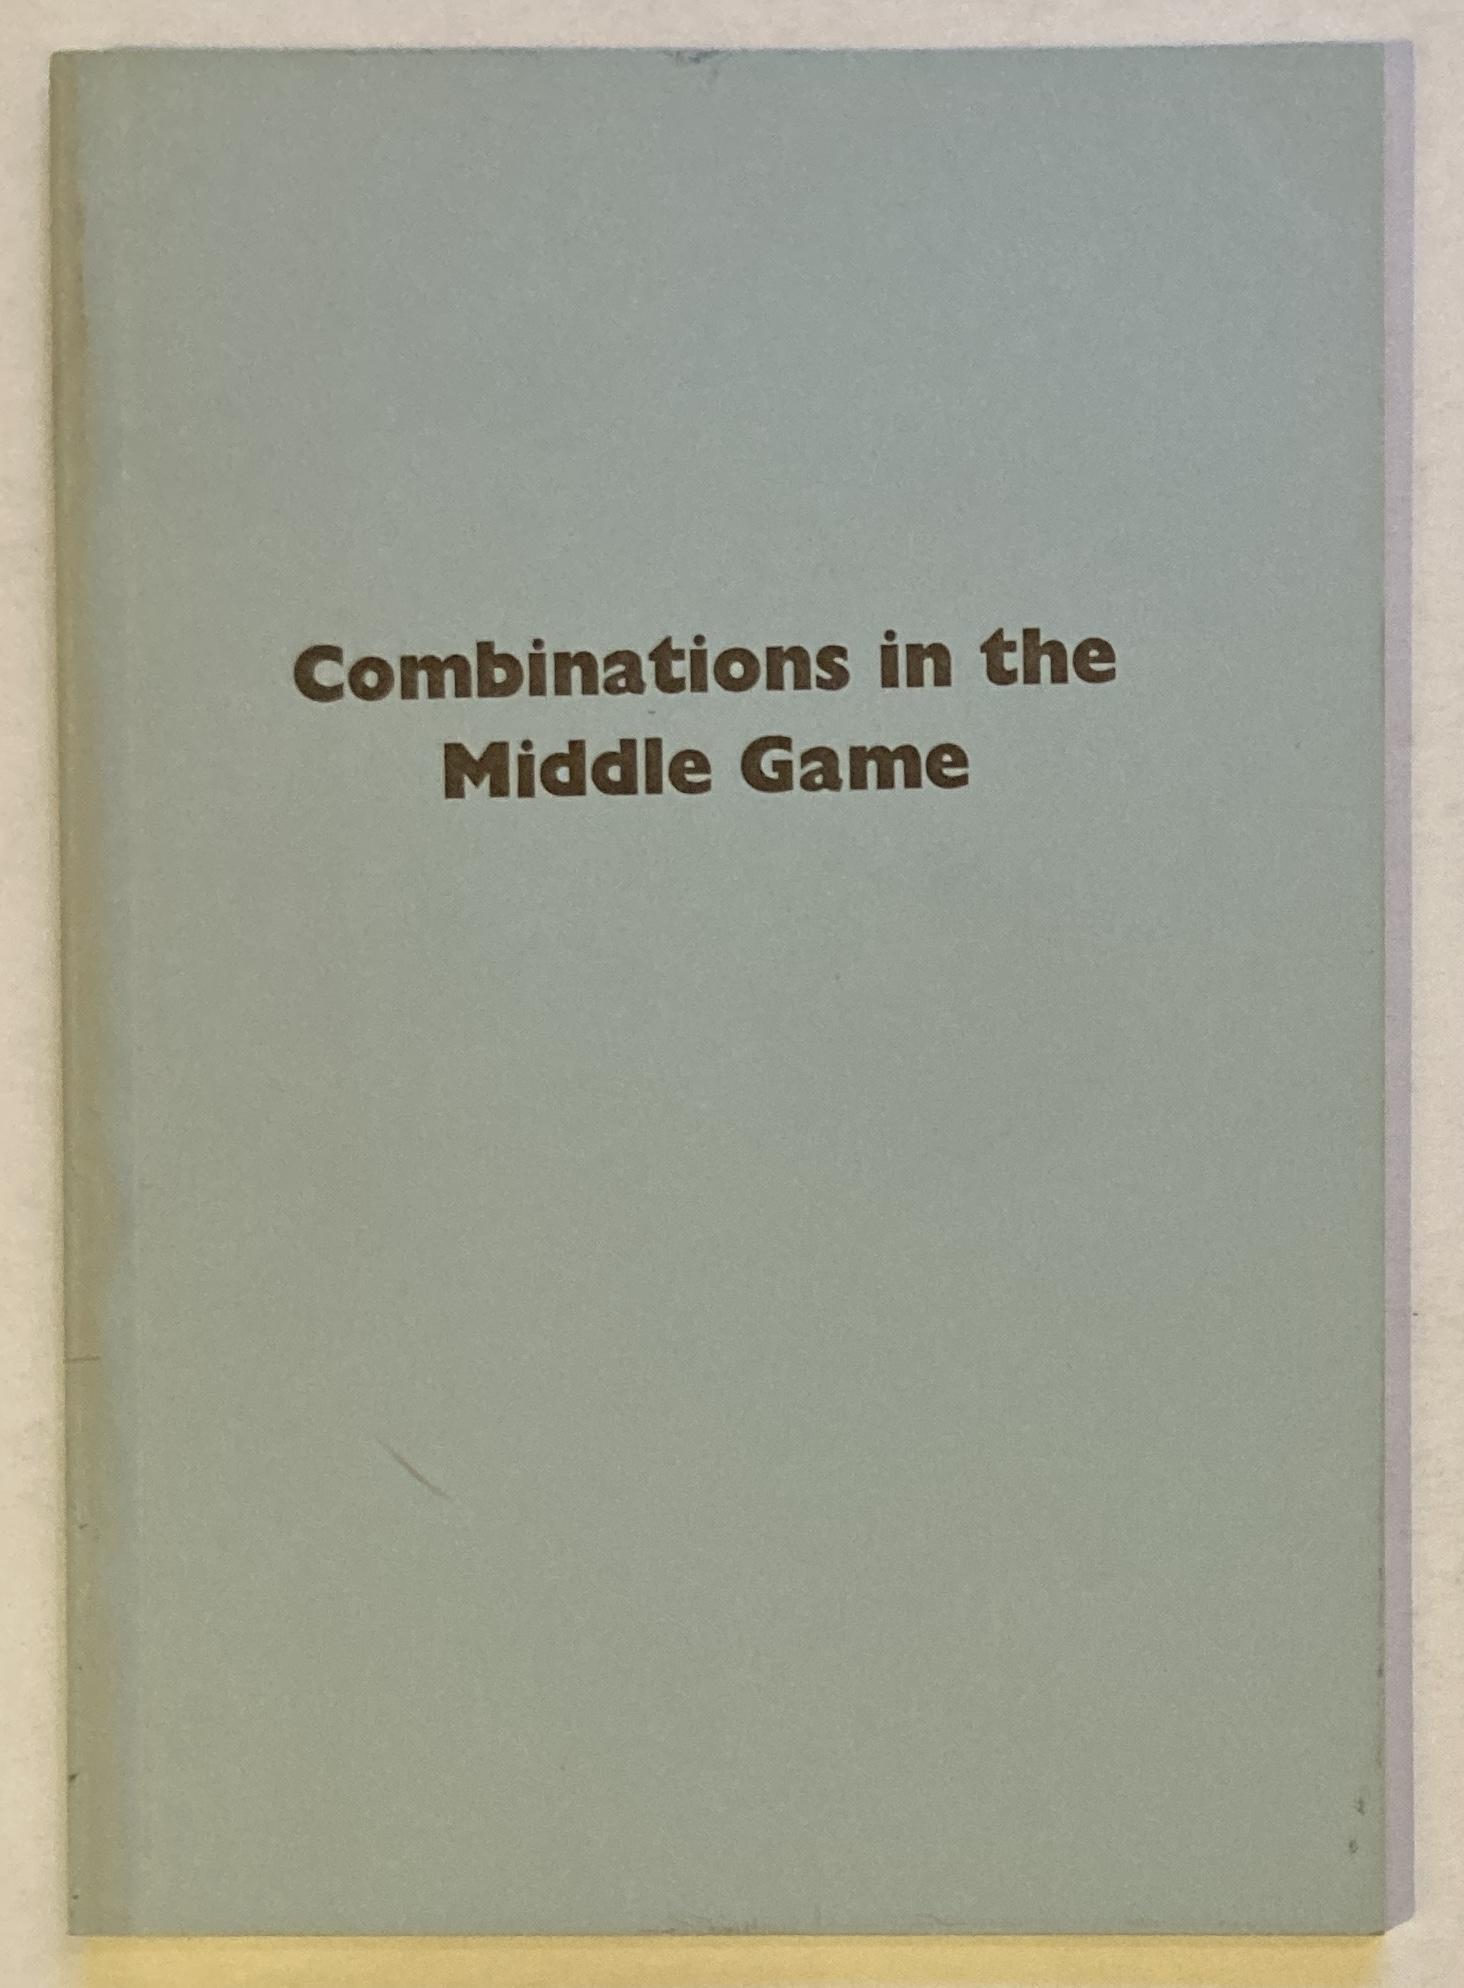 Combinations in the
Middle Game